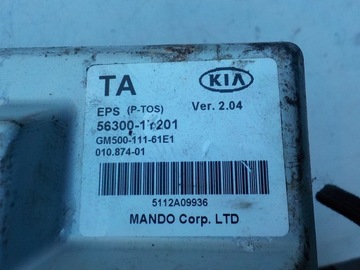 TA
KIA
EPS (P-TOS) Ver. 2.04
56300-1Y201
GM500-111-61E1
010.874-01
5112A09936
MANDO Corp. LTD